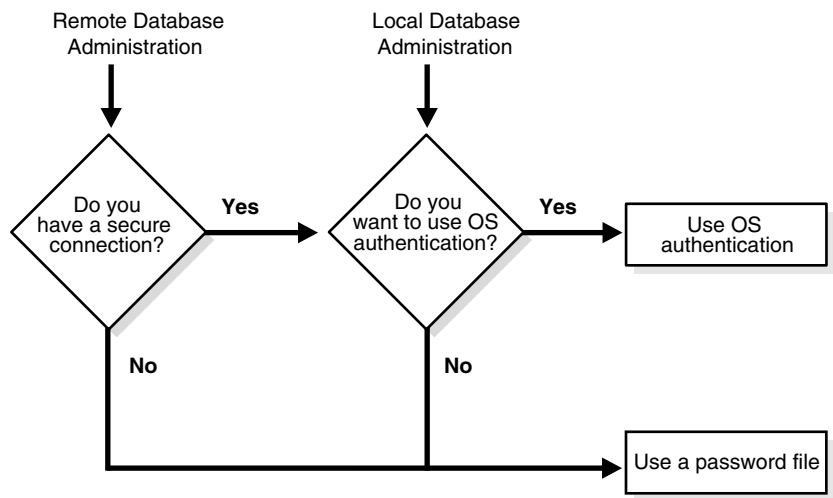 Remote Database
Administration
Local Database
Administration
Do you
have a secure
connection?
Yes
Do you
want to use OS
authentication?
Yes
Use OS
authentication
No
No
Use a password file